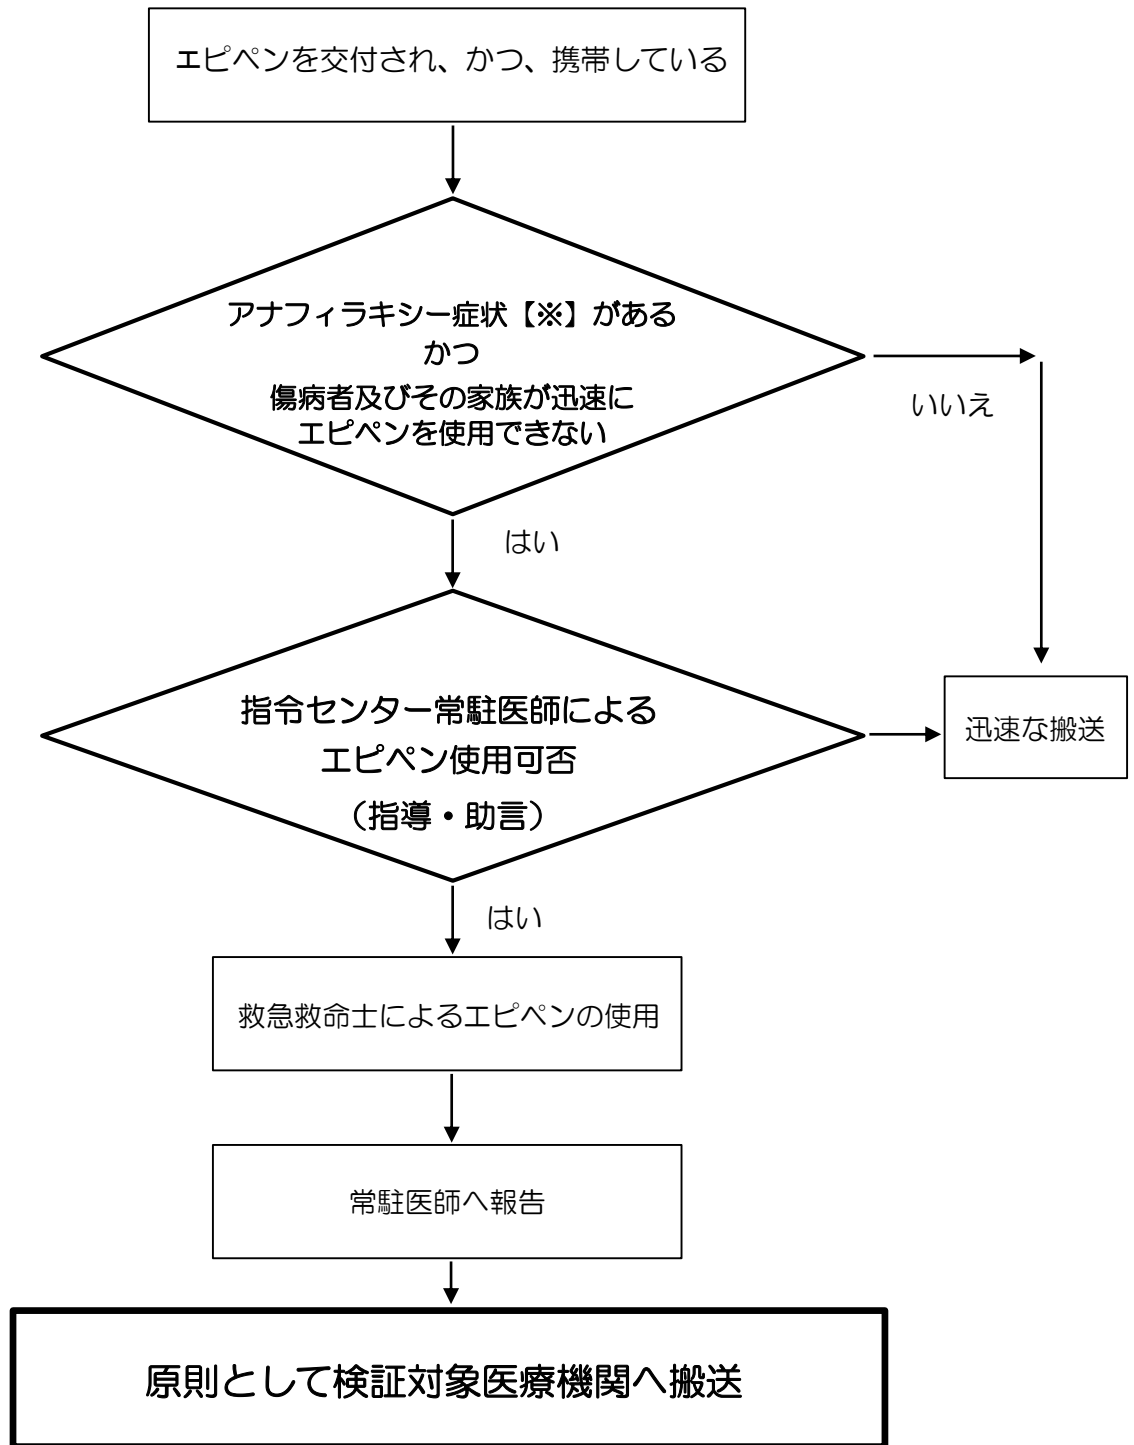 エピペンを交付され、かつ、携帯している
アナフィラキシー症状【※】がある
かつ
傷病者及びその家族が迅速に
エピペンを使用できない
いいえ
はい
指令センター常駐医師による
エピペン使用可否
（指導・助言）
迅速な搬送
はい
救急救命士によるエピペンの使用
常駐医師へ報告
原則として検証対象医療機関へ搬送